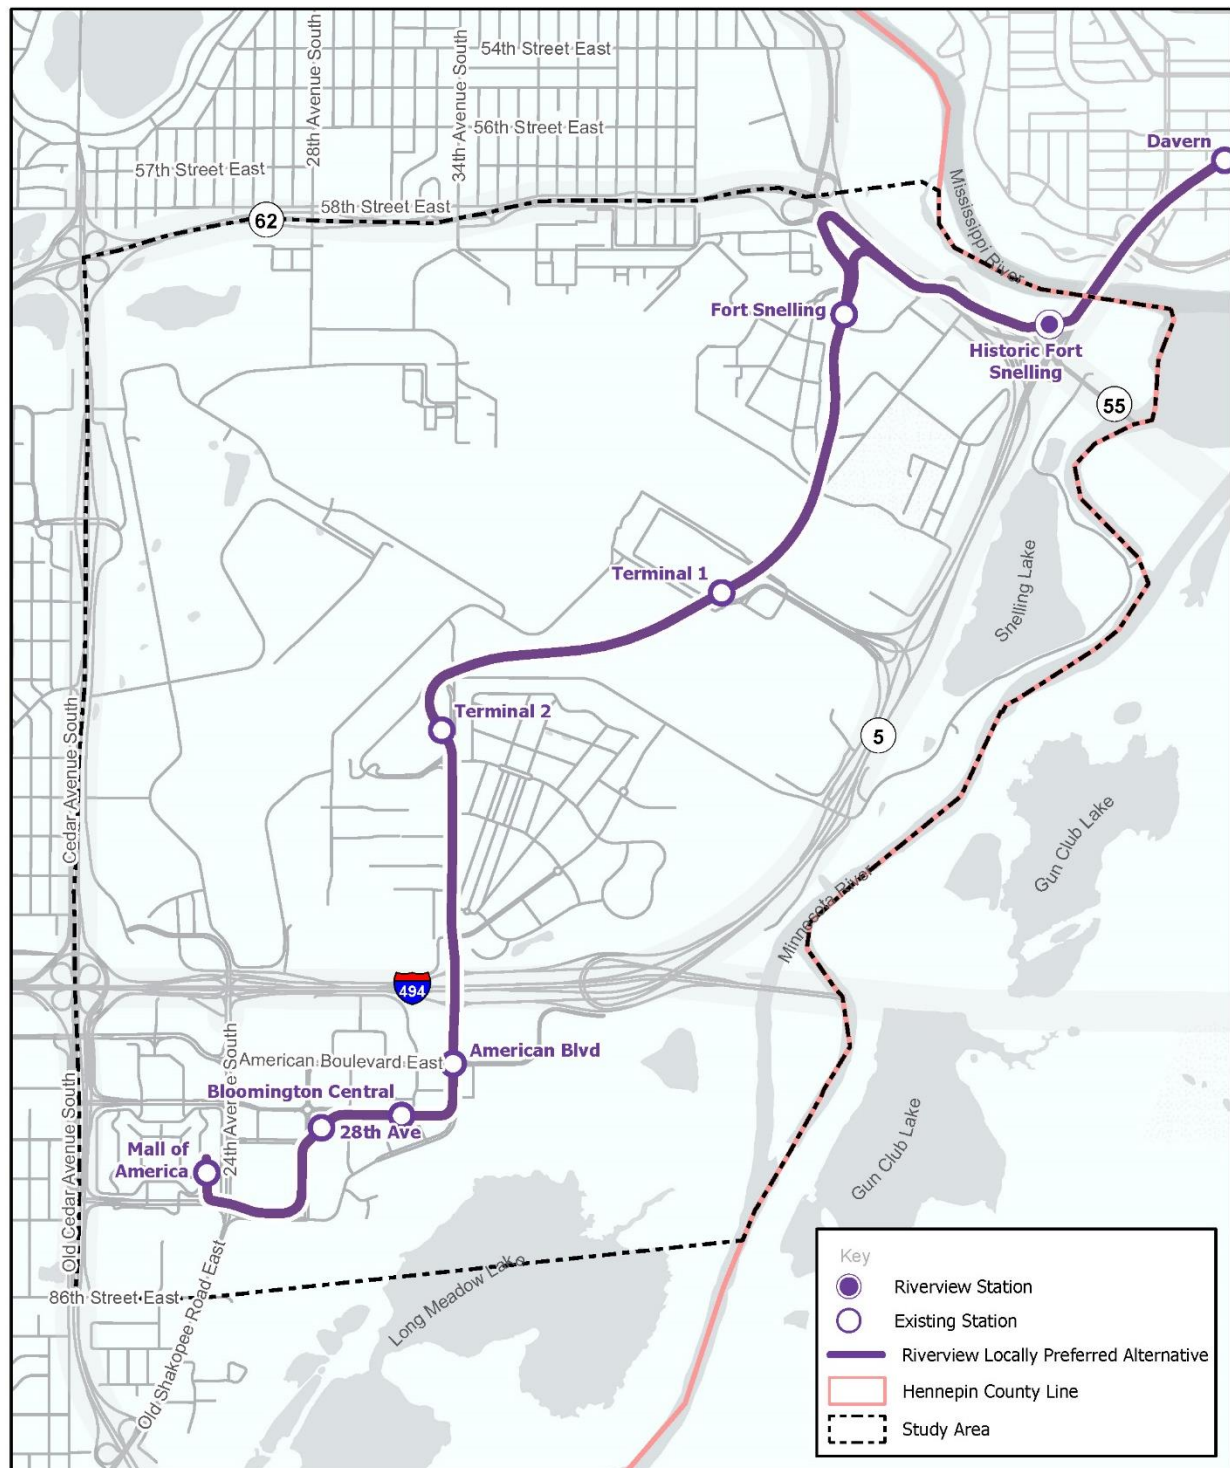 54th Street East
28th Avenue South
34th Avenue South
56th Street East
57th Street East
58th Street East
62
Davern
Mississippi River
Fort Snelling
Historic Fort
Snelling
55
Terminal 1
Snelling Lake
Terminal 2
5
Cedar Avenue South
Gun Club Lake
Minnesota River
494
American Boulevard East
American Blvd
Bloomington Central
28th Ave
24th Avenue South
Mall of
America
Old Cedar Avenue South
Gun Club Lake
86th Street East
Old Shakopee Road East
Long Meadow Lake
Key
Riverview Station
Existing Station
Riverview Locally Preferred Alternative
Hennepin County Line
Study Area